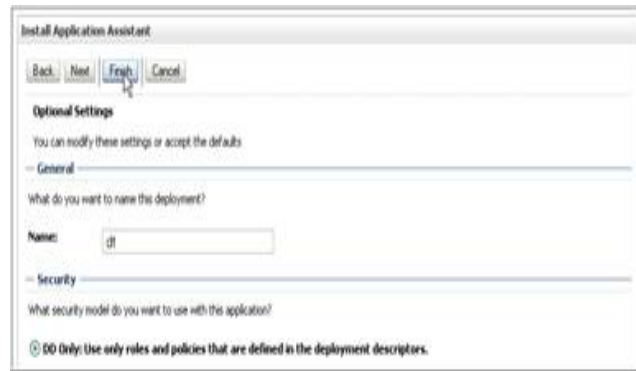 Install Application Assistant
Back Next Finish Cancel
Optional Settings
You can modify these settings or accept the defaults
General
What do you want to name this deployment?
Name:
Security
What security model do you want to use with this application?
DD Only: Use only roles and policies that are defined in the deployment descriptors.